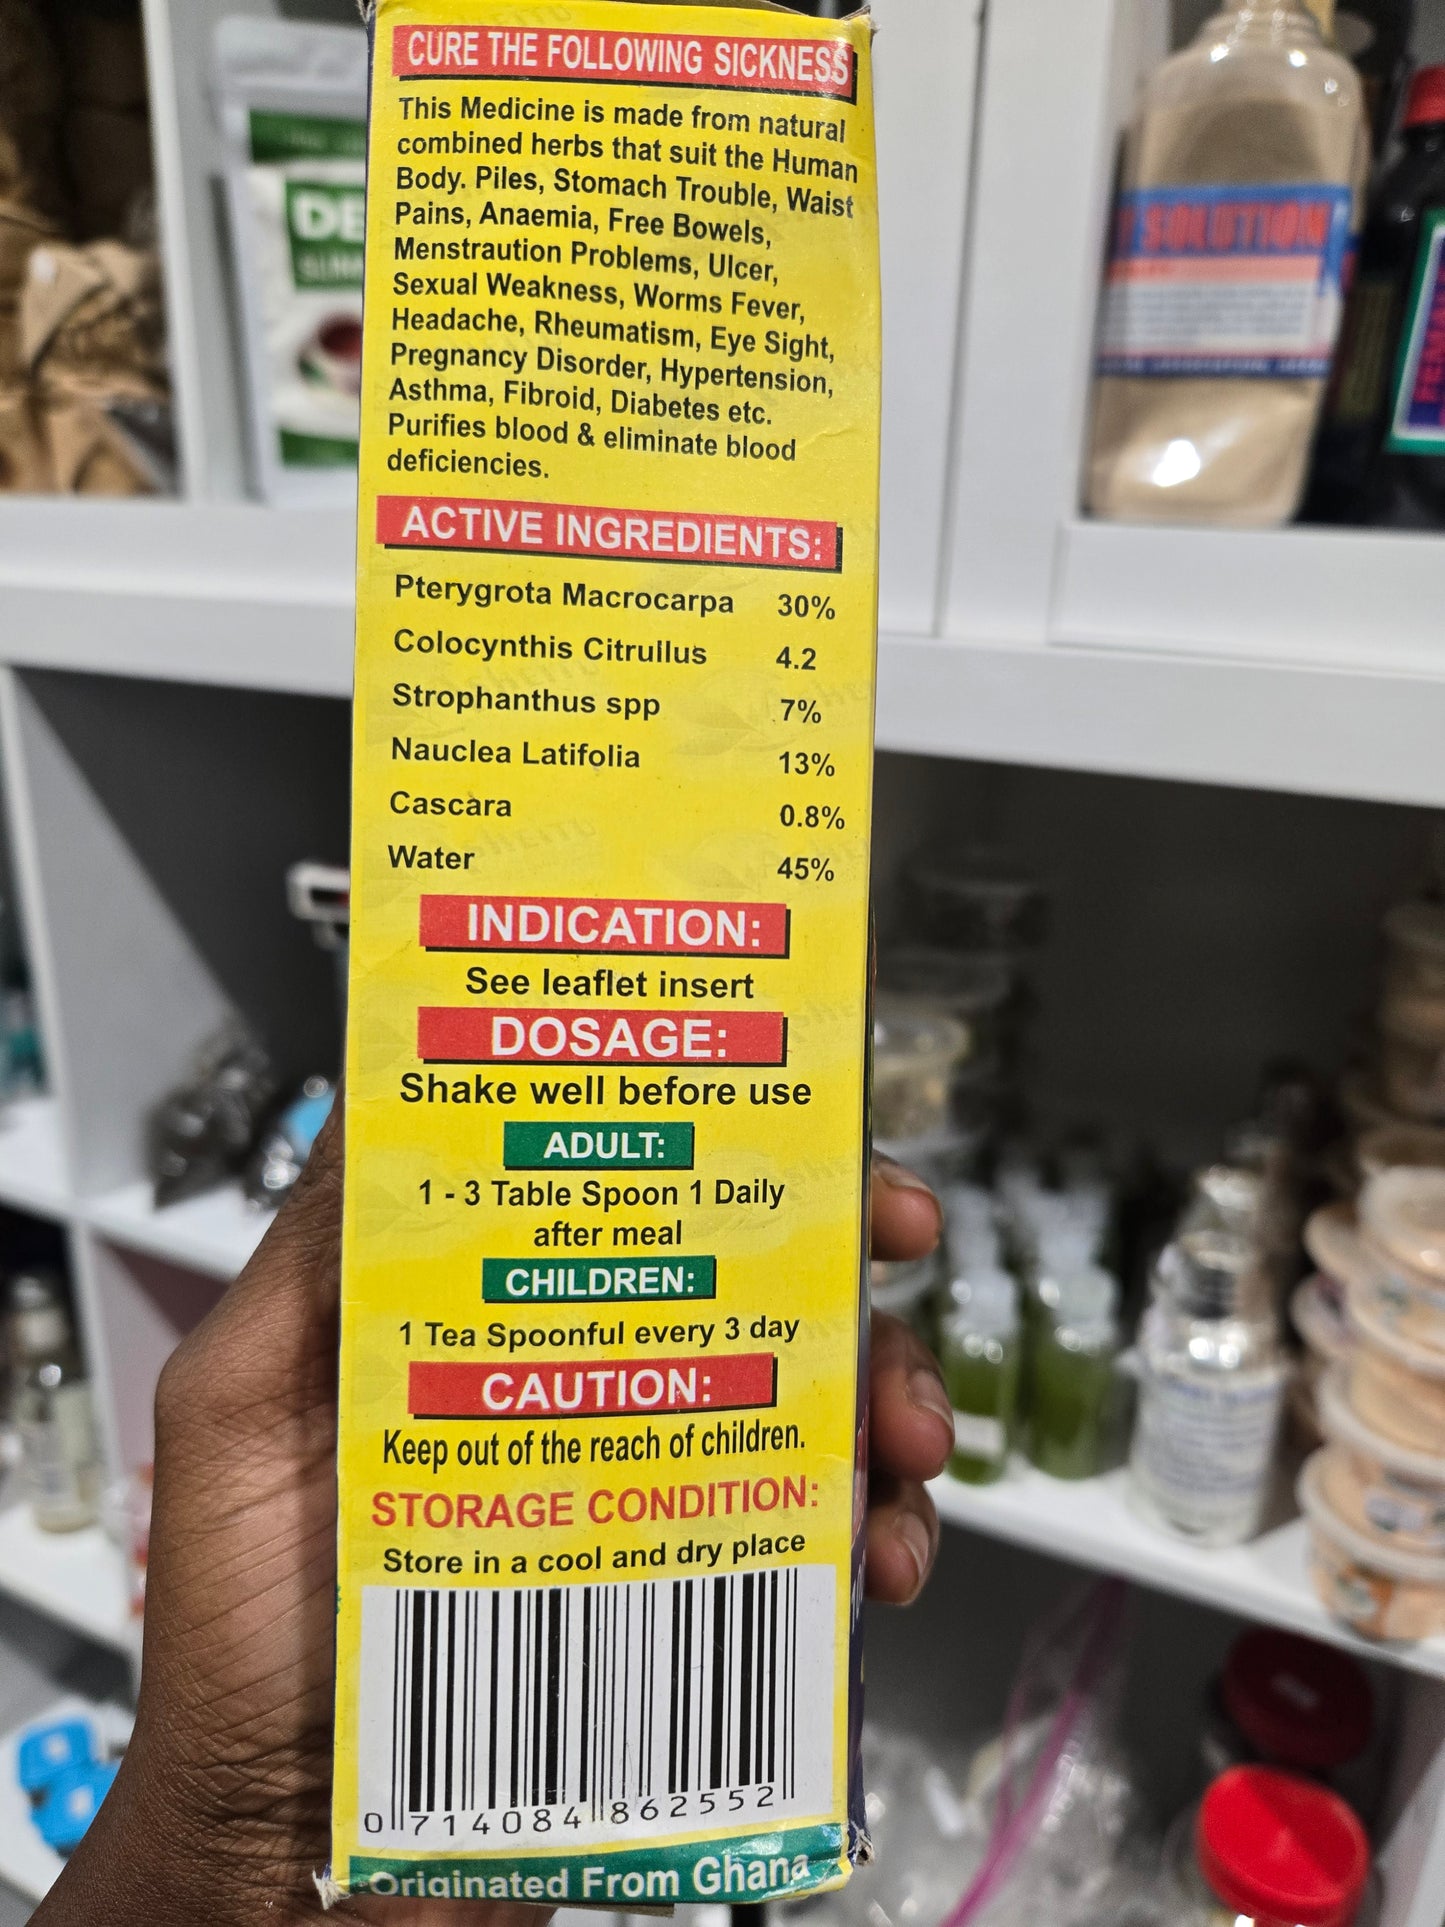 CURE THE FOLLOWING SICKNESS
This Medicine is made from natural
combined herbs that suit the Human
Body. Piles, Stomach Trouble, Waist
Pains, Anaemia, Free Bowels,
Menstraution Problems, Ulcer,
Sexual Weakness, Worms Fever,
Headache, Rheumatism, Eye Sight,
Pregnancy Disorder, Hypertension,
Asthma, Fibroid, Diabetes etc.
Purifies blood & eliminate blood
deficiencies.
ACTIVE INGREDIENTS:
Pterygrota Macrocarpa 30%
Colocynthis Citrullus 4.2
Strophanthus spp 7%
Nauclea Latifolia 13%
Cascara 0.8%
Water 45%
INDICATION:
See leaflet insert
DOSAGE:
Shake well before use
ADULT:
1 - 3 Table Spoon 1 Daily
after meal
CHILDREN:
1 Tea Spoonful every 3 day
CAUTION:
Keep out of the reach of children.
STORAGE CONDITION:
Store in a cool and dry place
0 714084 862552
Originated From Ghana
DE
SOLUTION